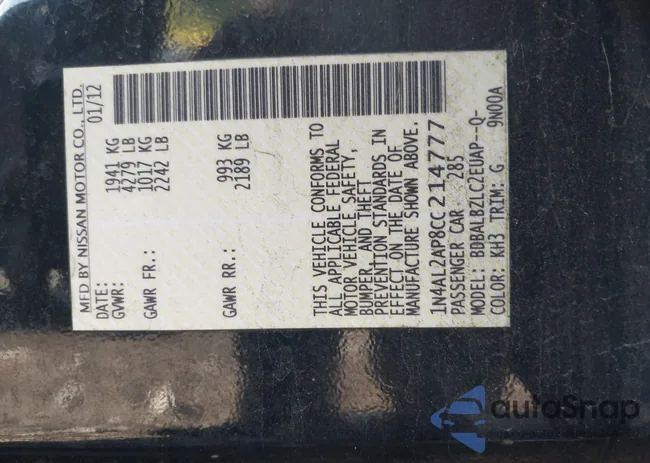 MFD BY NISSAN MOTOR CO., LTD.
DATE: 01/12
GVWR: 1941 KG
4279 LB
GAWR FR.: 1017 KG
2242 LB
GAWR RR.: 993 KG
2189 LB
THIS VEHICLE CONFORMS TO
ALL APPLICABLE FEDERAL
MOTOR VEHICLE SAFETY,
BUMPER, AND THEFT
PREVENTION STANDARDS IN
EFFECT ON THE DATE OF
MANUFACTURE SHOWN ABOVE.
1N4AL2AP8CC214777
PASSENGER CAR 285
MODEL: BDBALBZLC2EUAP--Q-
COLOR: KH3 TRIM: G 9N00A
autoSnap